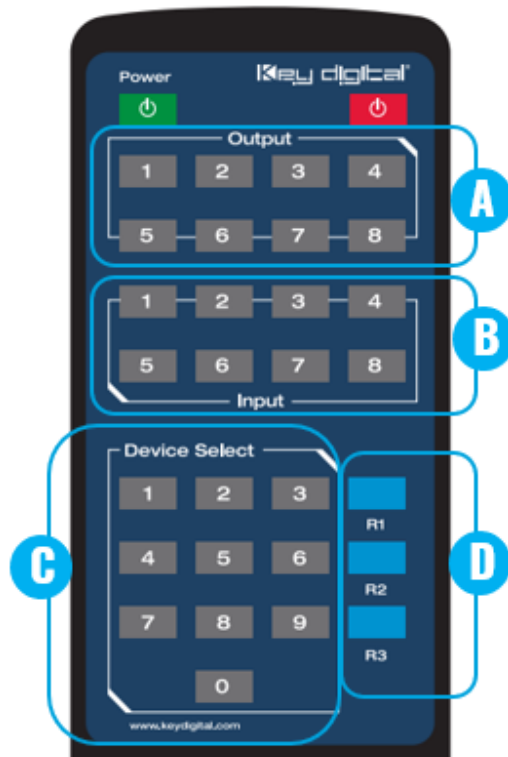 Power Key digital®
Output
1 2 3 4
A
5 6 7 8
1 2 3 4
B
5 6 7 8
Input
Device Select
1 2 3
R1
C 4 5 6 D
R2
7 8 9
R3
0
www.keydigital.com